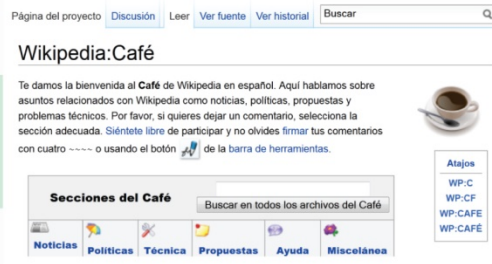 Página del proyecto Discusión Leer Ver fuente Ver historial Buscar
Wikipedia:Café
Te damos la bienvenida al Café de Wikipedia en español. Aquí hablamos sobre
asuntos relacionados con Wikipedia como noticias, políticas, propuestas y
problemas técnicos. Por favor, si quieres dejar un comentario, selecciona la
sección adecuada. Siéntete libre de participar y no olvides firmar tus comentarios
con cuatro ~~~~ o usando el botón de la barra de herramientas.
Atajos
WP:C
WP:CF
WP:CAFE
WP:CAFÉ
Secciones del Café
Buscar en todos los archivos del Café
Noticias Políticas Técnica Propuestas Ayuda Miscelánea